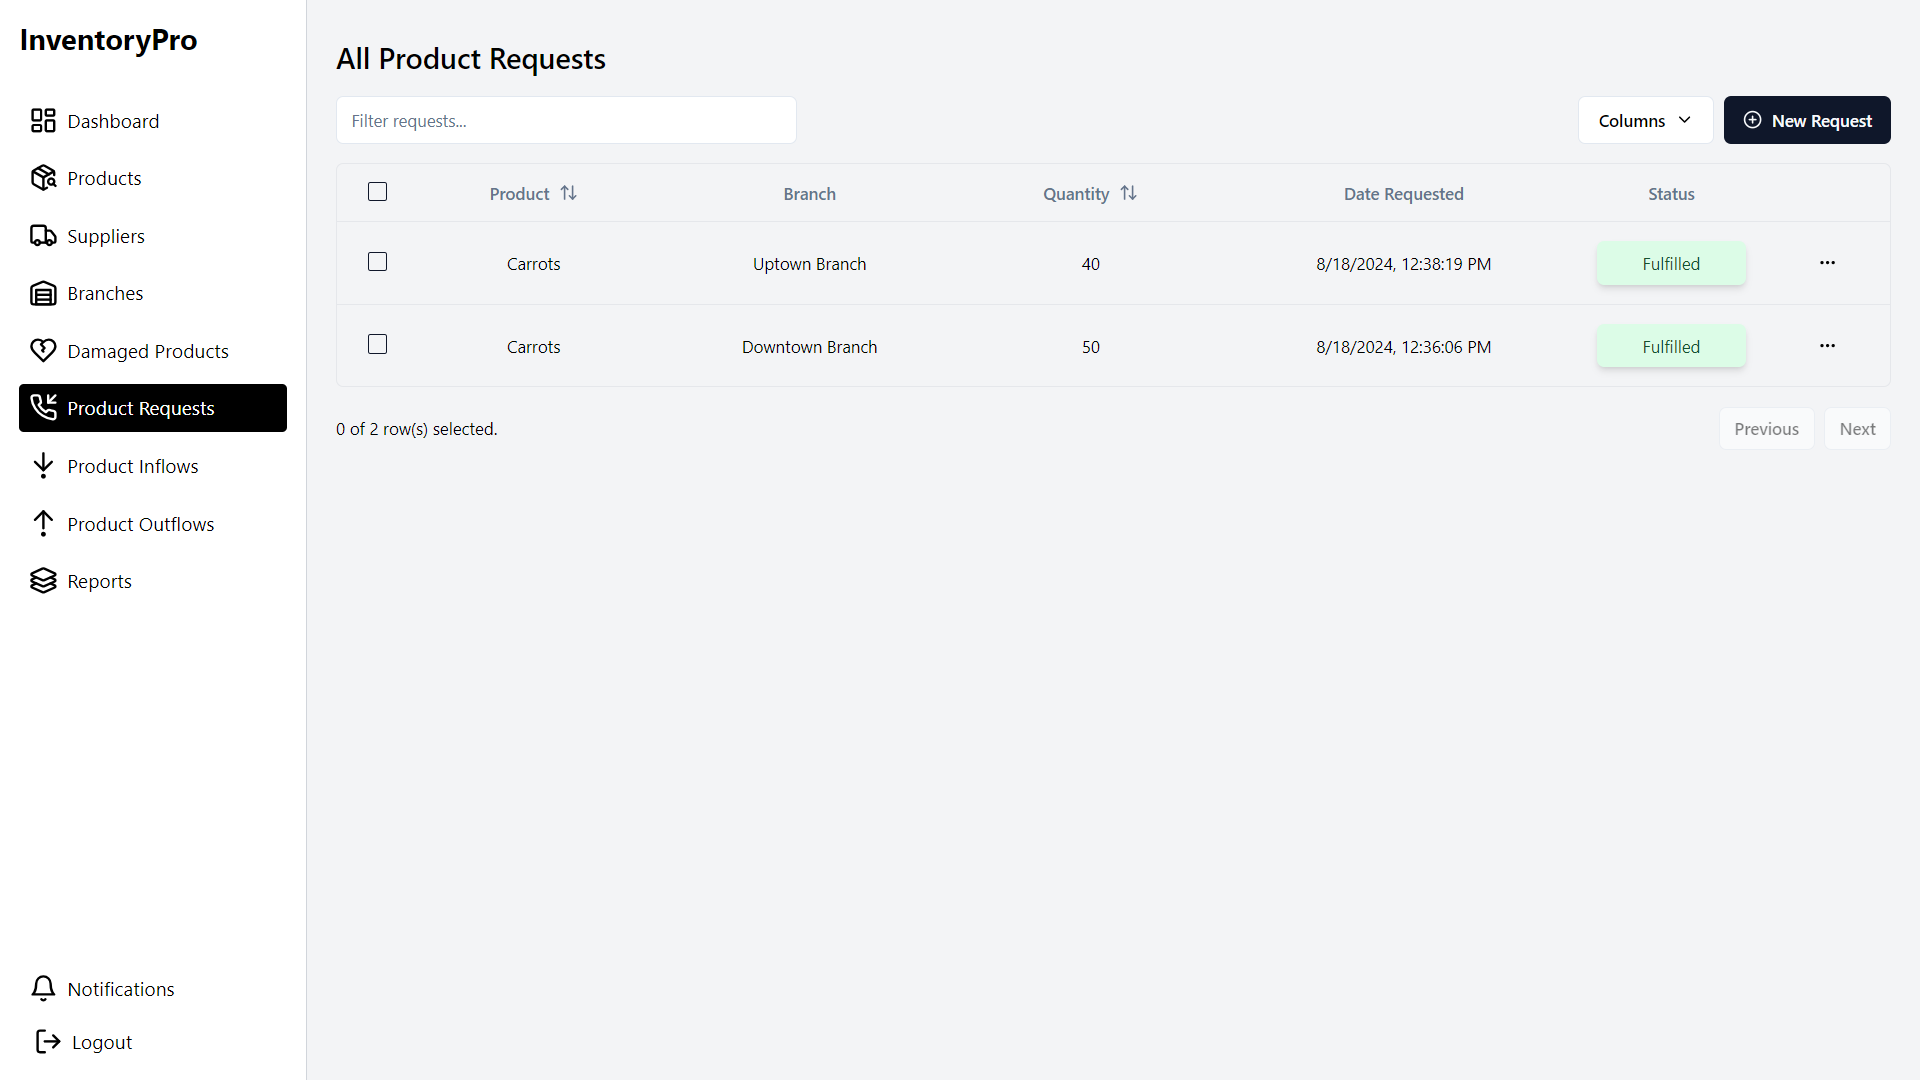 InventoryPro
Dashboard
Products
Suppliers
Branches
Damaged Products
Product Requests
Product Inflows
Product Outflows
Reports
Notifications
Logout
All Product Requests
Filter requests...
Columns
New Request
Product Branch Quantity Date Requested Status
Carrots Uptown Branch 40 8/18/2024, 12:38:19 PM Fulfilled
Carrots Downtown Branch 50 8/18/2024, 12:36:06 PM Fulfilled
0 of 2 row(s) selected.
Previous Next